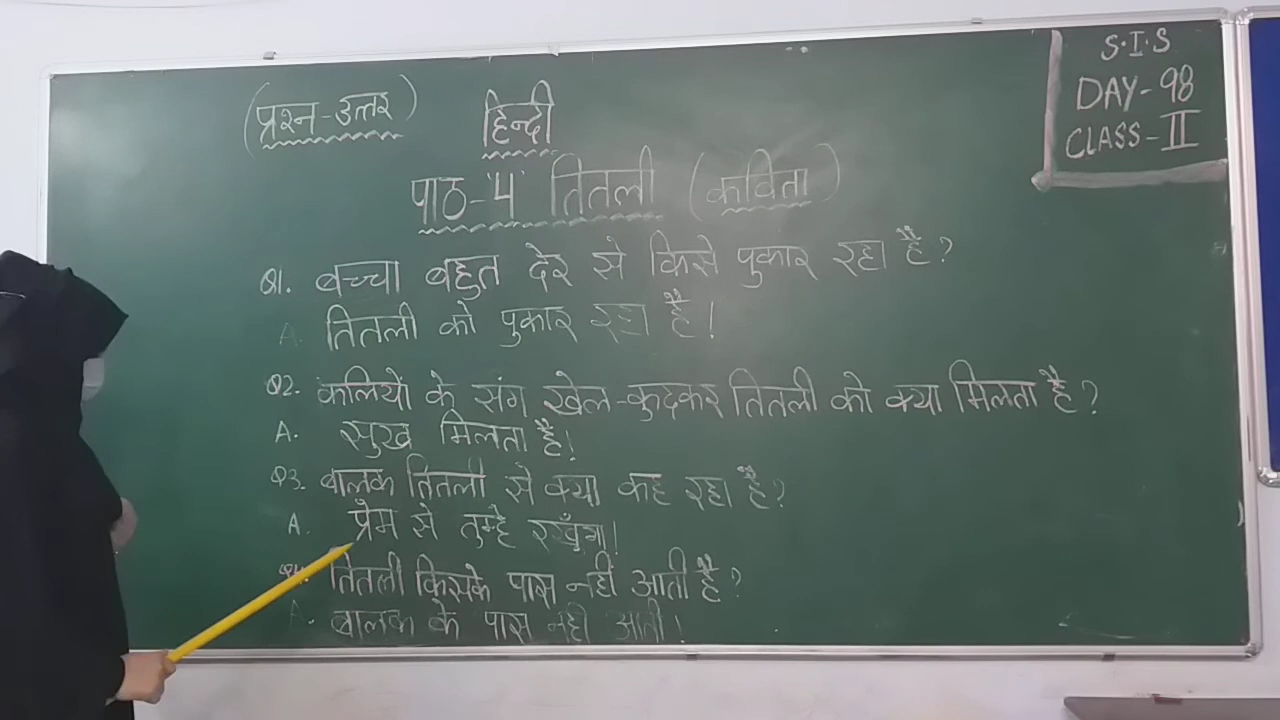 (प्रश्न-उत्तर)
हिन्दी
S.I.S
DAY-98
CLASS-II
पाठ-'4' तितली (कविता)
Q1. बच्चा बहुत देर से किसे पुकार रहा है?
A. तितली को पुकार रहा है!
Q2. कलियों के संग खेल-कुदकर तितली को क्या मिलता है?
A. सुख मिलता है!
Q3. बालक तितली से क्या कह रहा है?
A. प्रेम से तुम्हे रखूँगा!
Q4. तितली किसके पास नहीं आती है?
A. बालक के पास नही आती!